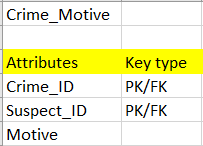 Crime_Motive
Attributes Key type
Crime_ID PK/FK
Suspect_ID PK/FK
Motive